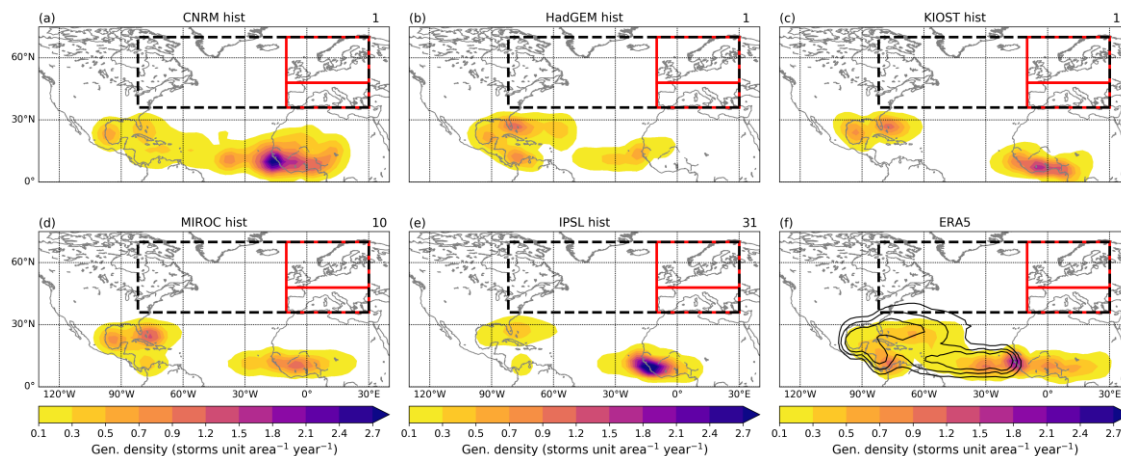 (a) CNRM hist 1
(b) HadGEM hist 1
(c) KIOST hist 1
60°N
30°N
0°
(d) MIROC hist 10
(e) IPSL hist 31
(f) ERA5
60°N
30°N
0°
120°W 90°W 60°W 30°W 0°E 30°E
120°W 90°W 60°W 30°W 0°E 30°E
120°W 90°W 60°W 30°W 0°E 30°E
0.1 0.3 0.5 0.7 0.9 1.2 1.5 1.8 2.1 2.4 2.7
0.1 0.3 0.5 0.7 0.9 1.2 1.5 1.8 2.1 2.4 2.7
0.1 0.3 0.5 0.7 0.9 1.2 1.5 1.8 2.1 2.4 2.7
Gen. density (storms unit area⁻¹ year⁻¹)
Gen. density (storms unit area⁻¹ year⁻¹)
Gen. density (storms unit area⁻¹ year⁻¹)